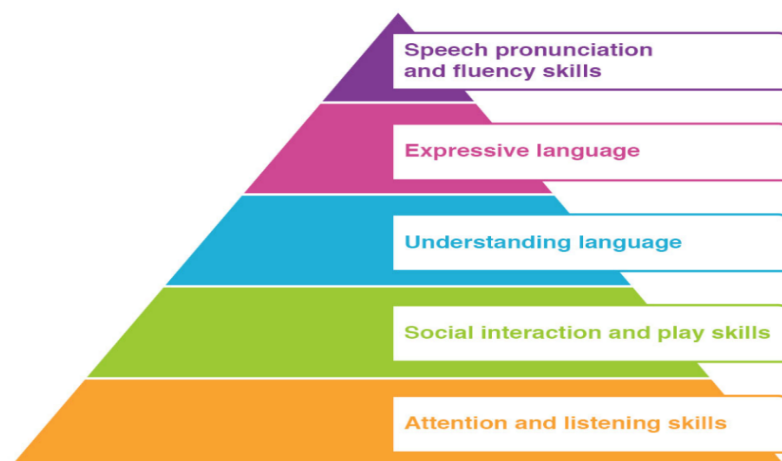 Speech pronunciation
and fluency skills
Expressive language
Understanding language
Social interaction and play skills
Attention and listening skills